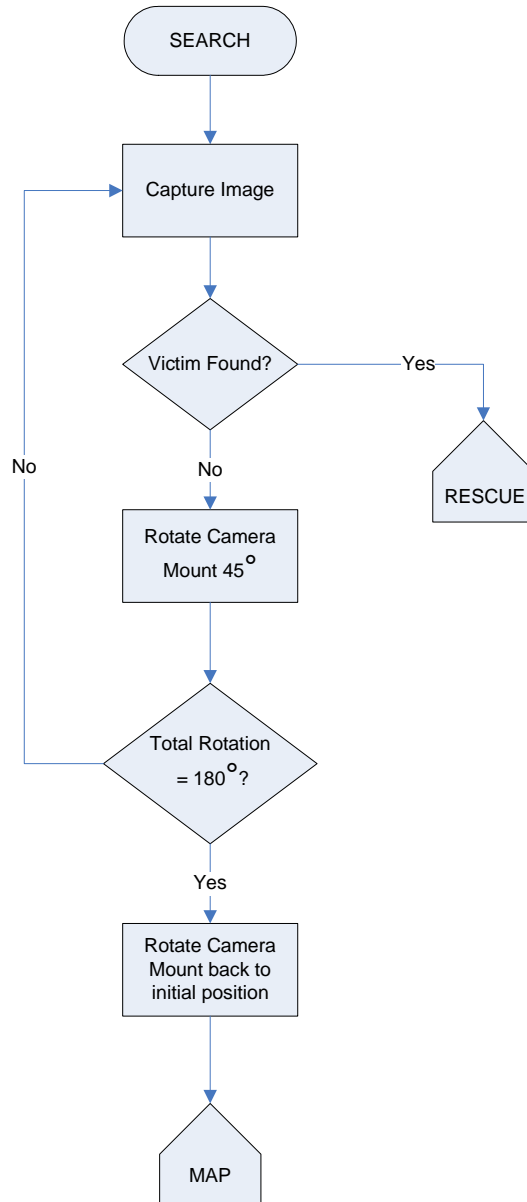 SEARCH
Capture Image
Victim Found?
Yes
RESCUE
No
No
Rotate Camera
Mount 45°
Total Rotation
= 180°?
Yes
Rotate Camera
Mount back to
initial position
MAP